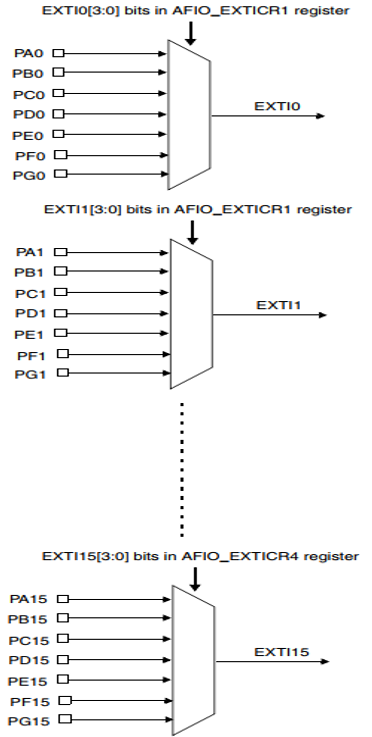 EXTI0[3:0] bits in AFIO_EXTICR1 register
PA0
PB0
PC0
PD0
PE0
PF0
PG0
EXTI0
EXTI1[3:0] bits in AFIO_EXTICR1 register
PA1
PB1
PC1
PD1
PE1
PF1
PG1
EXTI1
EXTI15[3:0] bits in AFIO_EXTICR4 register
PA15
PB15
PC15
PD15
PE15
PF15
PG15
EXTI15